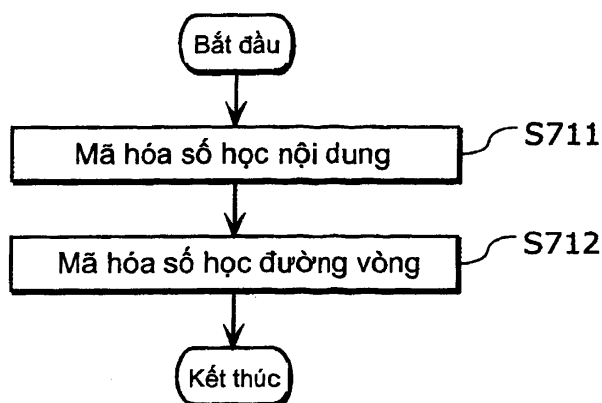 Bắt đầu
Mã hóa số học nội dung
S711
Mã hóa số học đường vòng
S712
Kết thúc